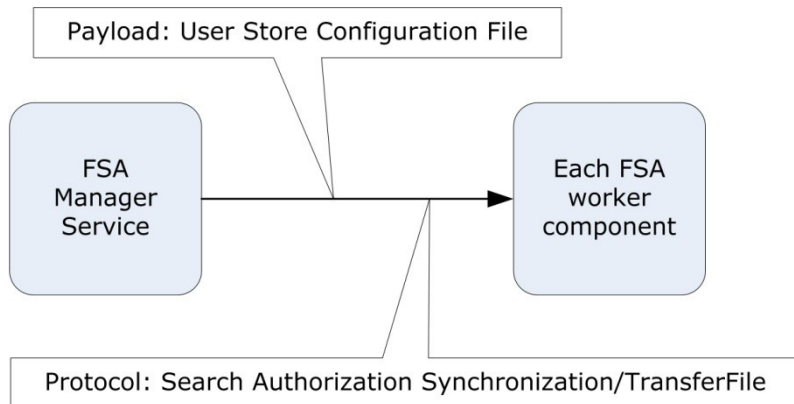 Payload: User Store Configuration File
FSA
Manager
Service
Each FSA
worker
component
Protocol: Search Authorization Synchronization/TransferFile